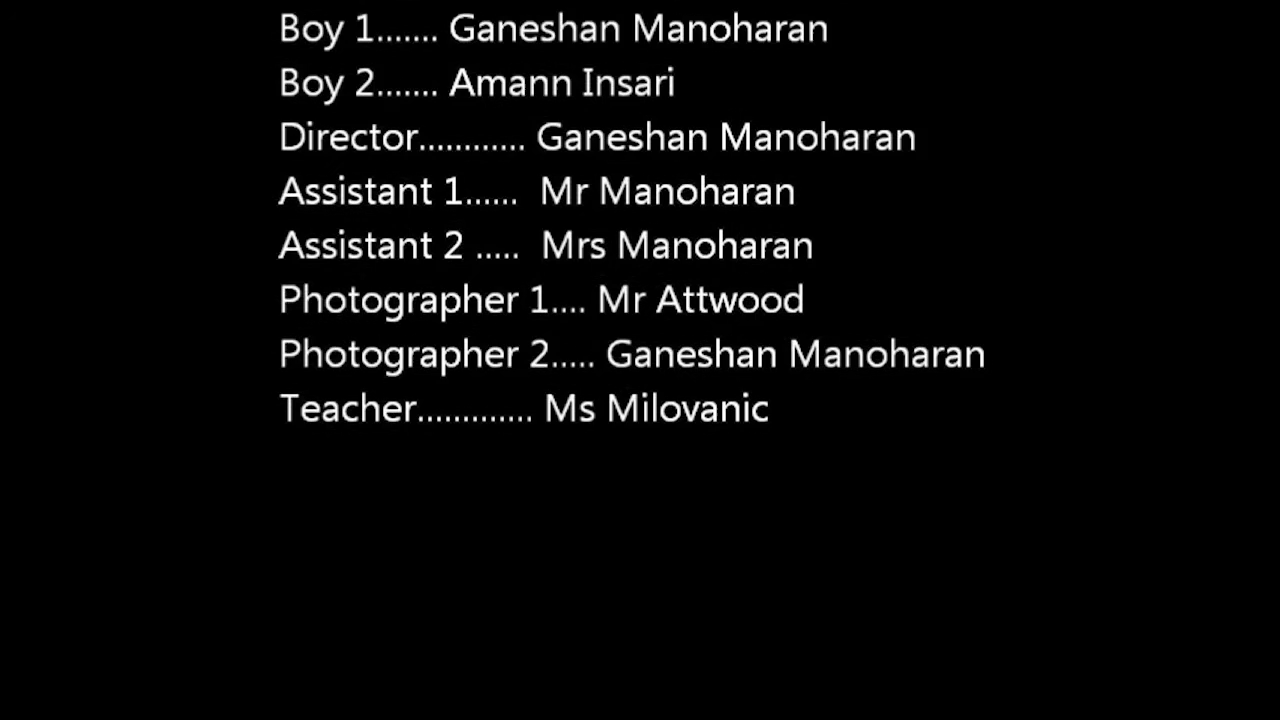 Boy 1....... Ganeshan Manoharan
Boy 2....... Amann Insari
Director............ Ganeshan Manoharan
Assistant 1......  Mr Manoharan
Assistant 2 .....  Mrs Manoharan
Photographer 1.... Mr Attwood
Photographer 2..... Ganeshan Manoharan
Teacher............. Ms Milovanic